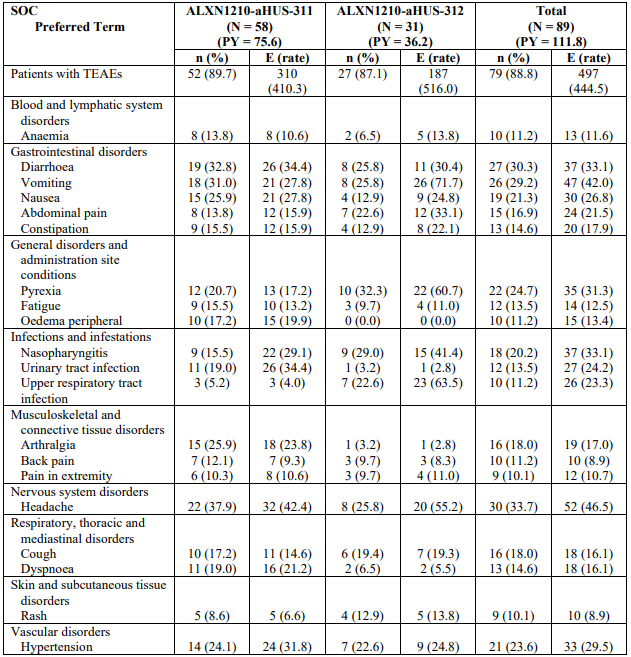 SOC ALXN1210-aHUS-311 ALXN1210-aHUS-312 Total
Preferred Term (N = 58) (N = 31) (N = 89)
(PY = 75.6) (PY = 36.2) (PY = 111.8)
n (%) E (rate) n (%) E (rate) n (%) E (rate)
Patients with TEAEs 52 (89.7) 310 27 (87.1) 187 79 (88.8) 497
(410.3) (516.0) (444.5)
Blood and lymphatic system
disorders
Anaemia 8 (13.8) 8 (10.6) 2 (6.5) 5 (13.8) 10 (11.2) 13 (11.6)
Gastrointestinal disorders
Diarrhoea 19 (32.8) 26 (34.4) 8 (25.8) 11 (30.4) 27 (30.3) 37 (33.1)
Vomiting 18 (31.0) 21 (27.8) 8 (25.8) 26 (71.7) 26 (29.2) 47 (42.0)
Nausea 15 (25.9) 21 (27.8) 4 (12.9) 9 (24.8) 19 (21.3) 30 (26.8)
Abdominal pain 8 (13.8) 12 (15.9) 7 (22.6) 12 (33.1) 15 (16.9) 24 (21.5)
Constipation 9 (15.5) 12 (15.9) 4 (12.9) 8 (22.1) 13 (14.6) 20 (17.9)
General disorders and
administration site
conditions
Pyrexia 12 (20.7) 13 (17.2) 10 (32.3) 22 (60.7) 22 (24.7) 35 (31.3)
Fatigue 9 (15.5) 10 (13.2) 3 (9.7) 4 (11.0) 12 (13.5) 14 (12.5)
Oedema peripheral 10 (17.2) 15 (19.9) 0 (0.0) 0 (0.0) 10 (11.2) 15 (13.4)
Infections and infestations
Nasopharyngitis 9 (15.5) 22 (29.1) 9 (29.0) 15 (41.4) 18 (20.2) 37 (33.1)
Urinary tract infection 11 (19.0) 26 (34.4) 1 (3.2) 1 (2.8) 12 (13.5) 27 (24.2)
Upper respiratory tract 3 (5.2) 3 (4.0) 7 (22.6) 23 (63.5) 10 (11.2) 26 (23.3)
infection
Musculoskeletal and
connective tissue disorders
Arthralgia 15 (25.9) 18 (23.8) 1 (3.2) 1 (2.8) 16 (18.0) 19 (17.0)
Back pain 7 (12.1) 7 (9.3) 3 (9.7) 3 (8.3) 10 (11.2) 10 (8.9)
Pain in extremity 6 (10.3) 8 (10.6) 3 (9.7) 4 (11.0) 9 (10.1) 12 (10.7)
Nervous system disorders
Headache 22 (37.9) 32 (42.4) 8 (25.8) 20 (55.2) 30 (33.7) 52 (46.5)
Respiratory, thoracic and
mediastinal disorders
Cough 10 (17.2) 11 (14.6) 6 (19.4) 7 (19.3) 16 (18.0) 18 (16.1)
Dyspnoea 11 (19.0) 16 (21.2) 2 (6.5) 2 (5.5) 13 (14.6) 18 (16.1)
Skin and subcutaneous tissue
disorders
Rash 5 (8.6) 5 (6.6) 4 (12.9) 5 (13.8) 9 (10.1) 10 (8.9)
Vascular disorders
Hypertension 14 (24.1) 24 (31.8) 7 (22.6) 9 (24.8) 21 (23.6) 33 (29.5)